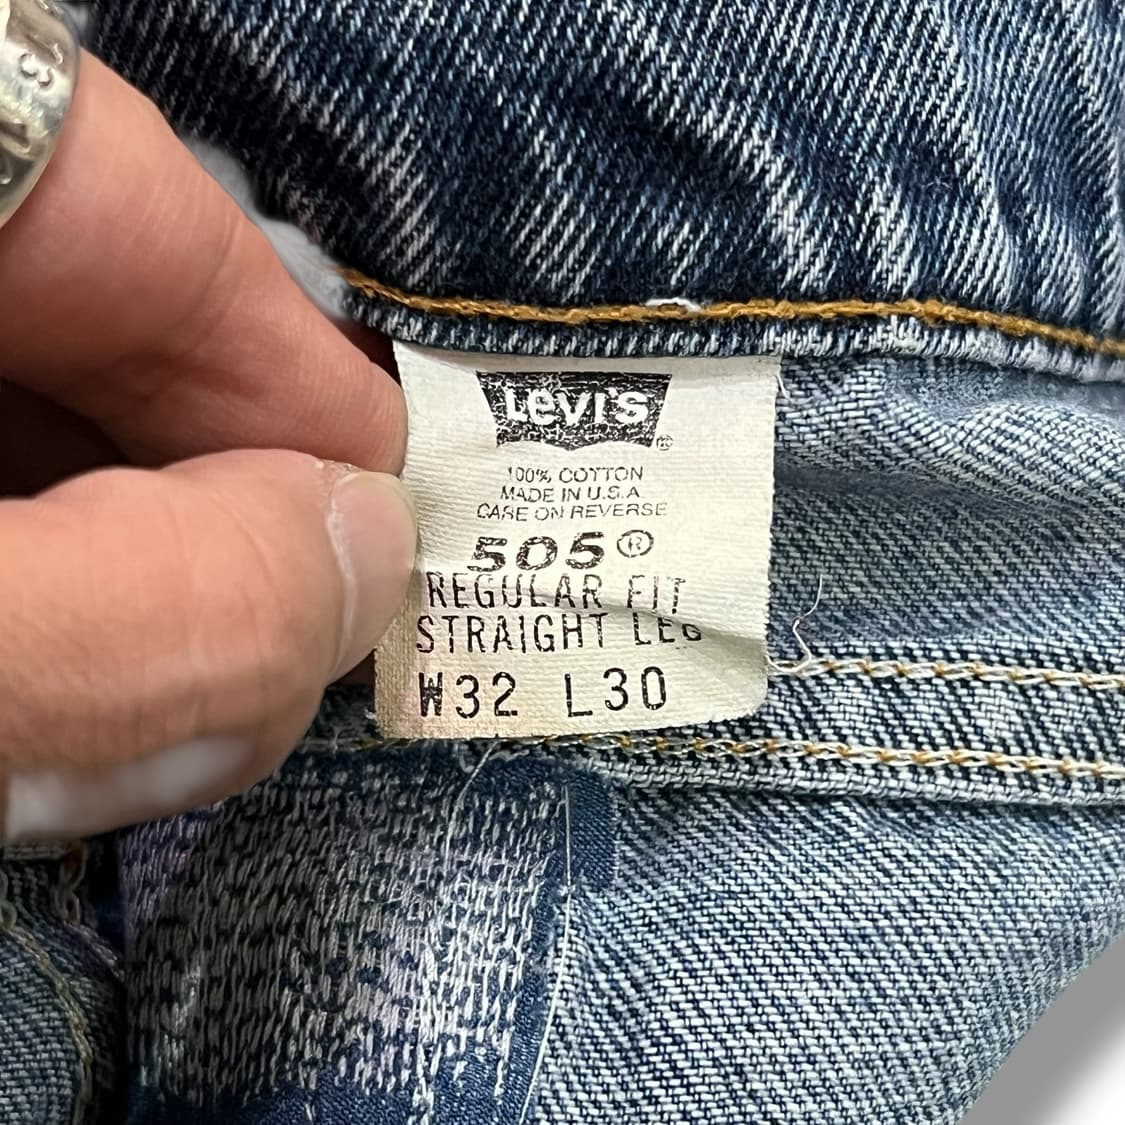 Levi's®
100% COTTON
MADE IN U.S.A
CARE ON REVERSE
505®
REGULAR FIT
STRAIGHT LEG
W32 L30